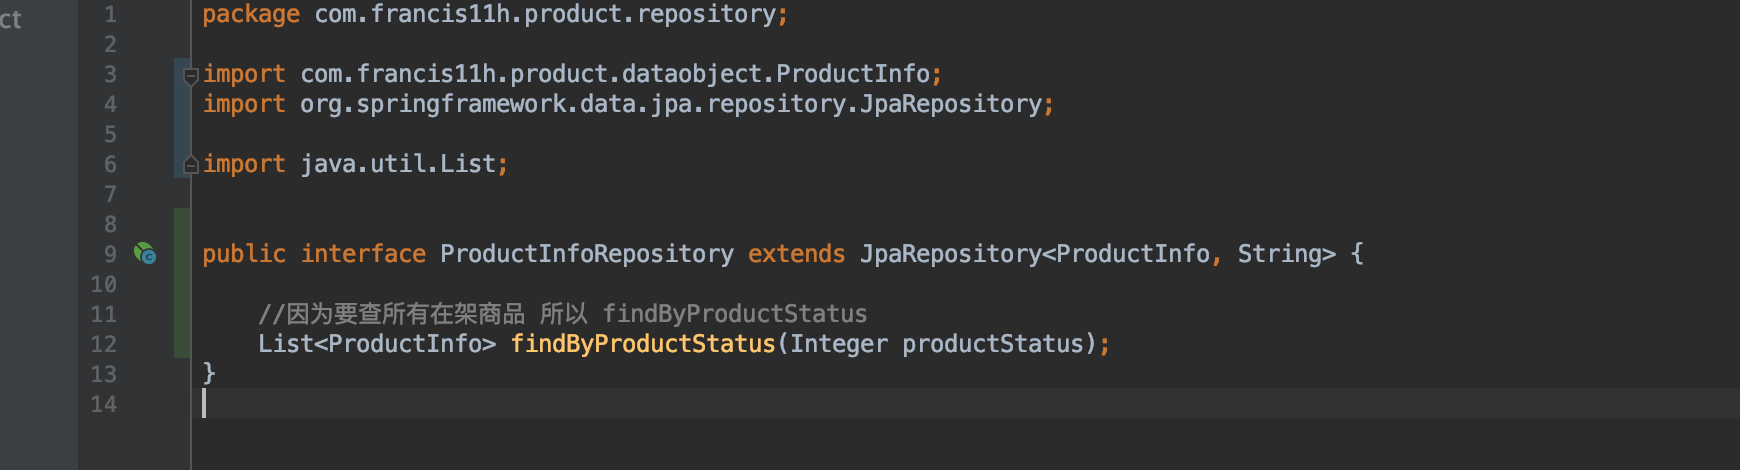 ct
1 package com.francis11h.product.repository;
2
3 import com.francis11h.product.dataobject.ProductInfo;
4 import org.springframework.data.jpa.repository.JpaRepository;
5
6 import java.util.List;
7
8
9 public interface ProductInfoRepository extends JpaRepository<ProductInfo, String> {
10
11 //因为要查所有在架商品 所以 findByProductStatus
12 List<ProductInfo> findByProductStatus(Integer productStatus);
13 }
14